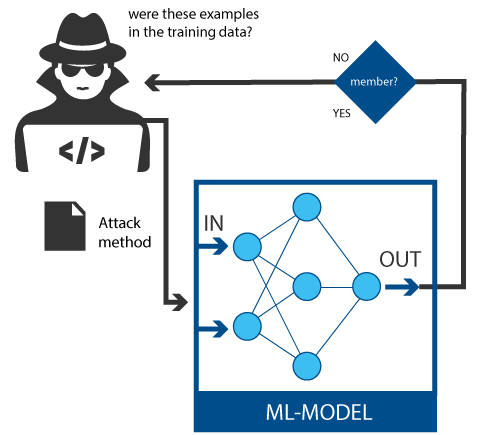 were these examples
in the training data?
NO
member?
YES
</>
Attack
method
IN
OUT
ML-MODEL